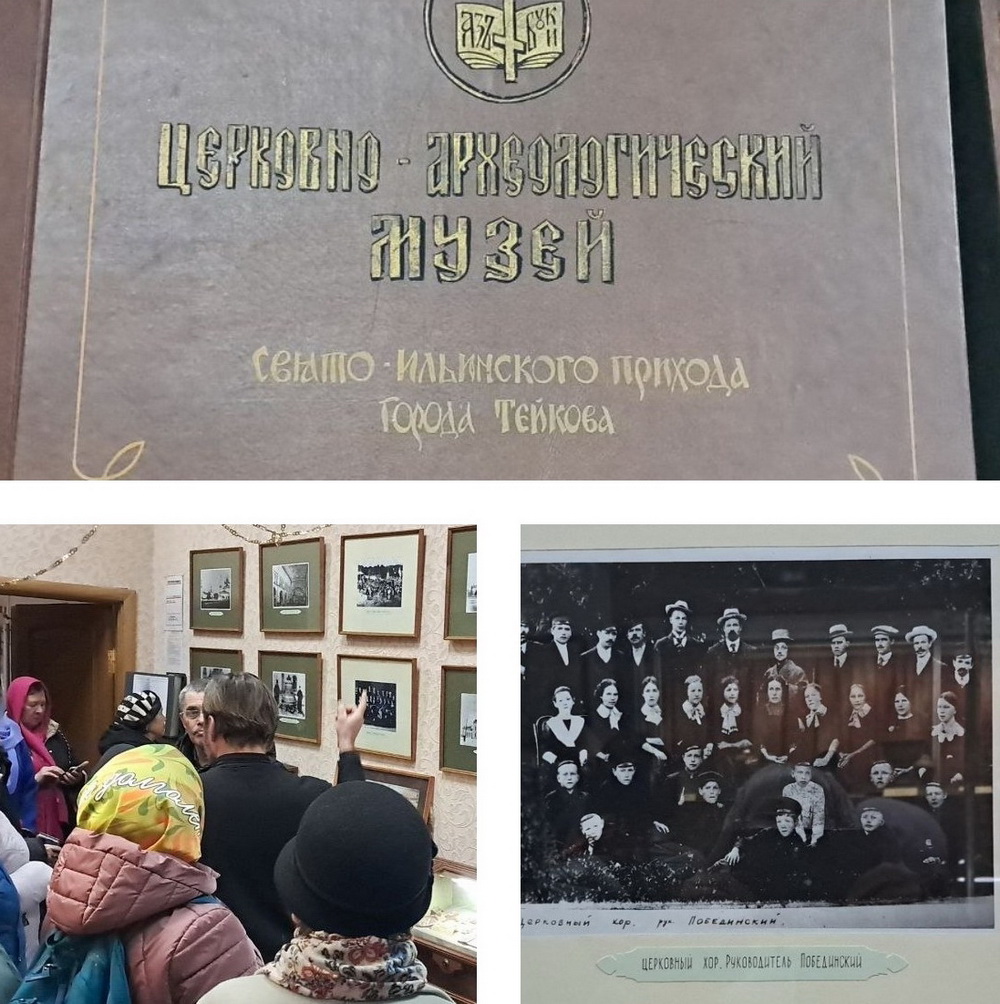 АЗЪ БУКИ
ЦЕРКОВНО - АРХЕОЛОГИЧЕСКИЙ
МУЗЕЙ
СВЯТО - ИЛЬИНСКОГО ПРИХОДА
ГОРОДА ТЕЙКОВА
ЦЕРКОВНЫЙ ХОР. РУК ПОБЕДИНСКИЙ.
ЦЕРКОВНЫЙ ХОР. РУКОВОДИТЕЛЬ ПОБЕДИНСКИЙ